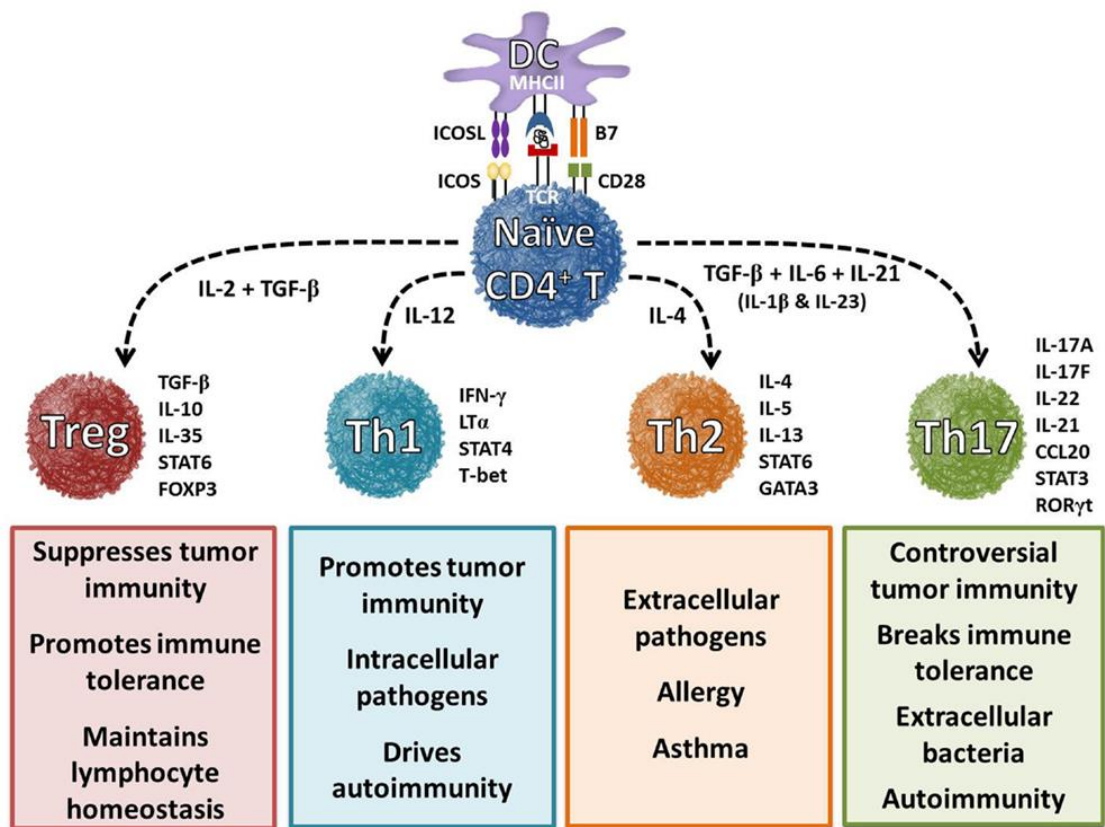 DC
MHCII
ICOSL
B7
ICOS
CD28
TCR
Naïve
CD4⁺ T
IL-2 + TGF-β
IL-12
IL-4
TGF-β + IL-6 + IL-21
(IL-1β & IL-23)
Treg
TGF-β
IL-10
IL-35
STAT6
FOXP3
Th1
IFN-γ
LTα
STAT4
T-bet
Th2
IL-4
IL-5
IL-13
STAT6
GATA3
Th17
IL-17A
IL-17F
IL-22
IL-21
CCL20
STAT3
RORγt
Suppresses tumor
immunity
Promotes immune
tolerance
Maintains
lymphocyte
homeostasis
Promotes tumor
immunity
Intracellular
pathogens
Drives
autoimmunity
Extracellular
pathogens
Allergy
Asthma
Controversial
tumor immunity
Breaks immune
tolerance
Extracellular
bacteria
Autoimmunity